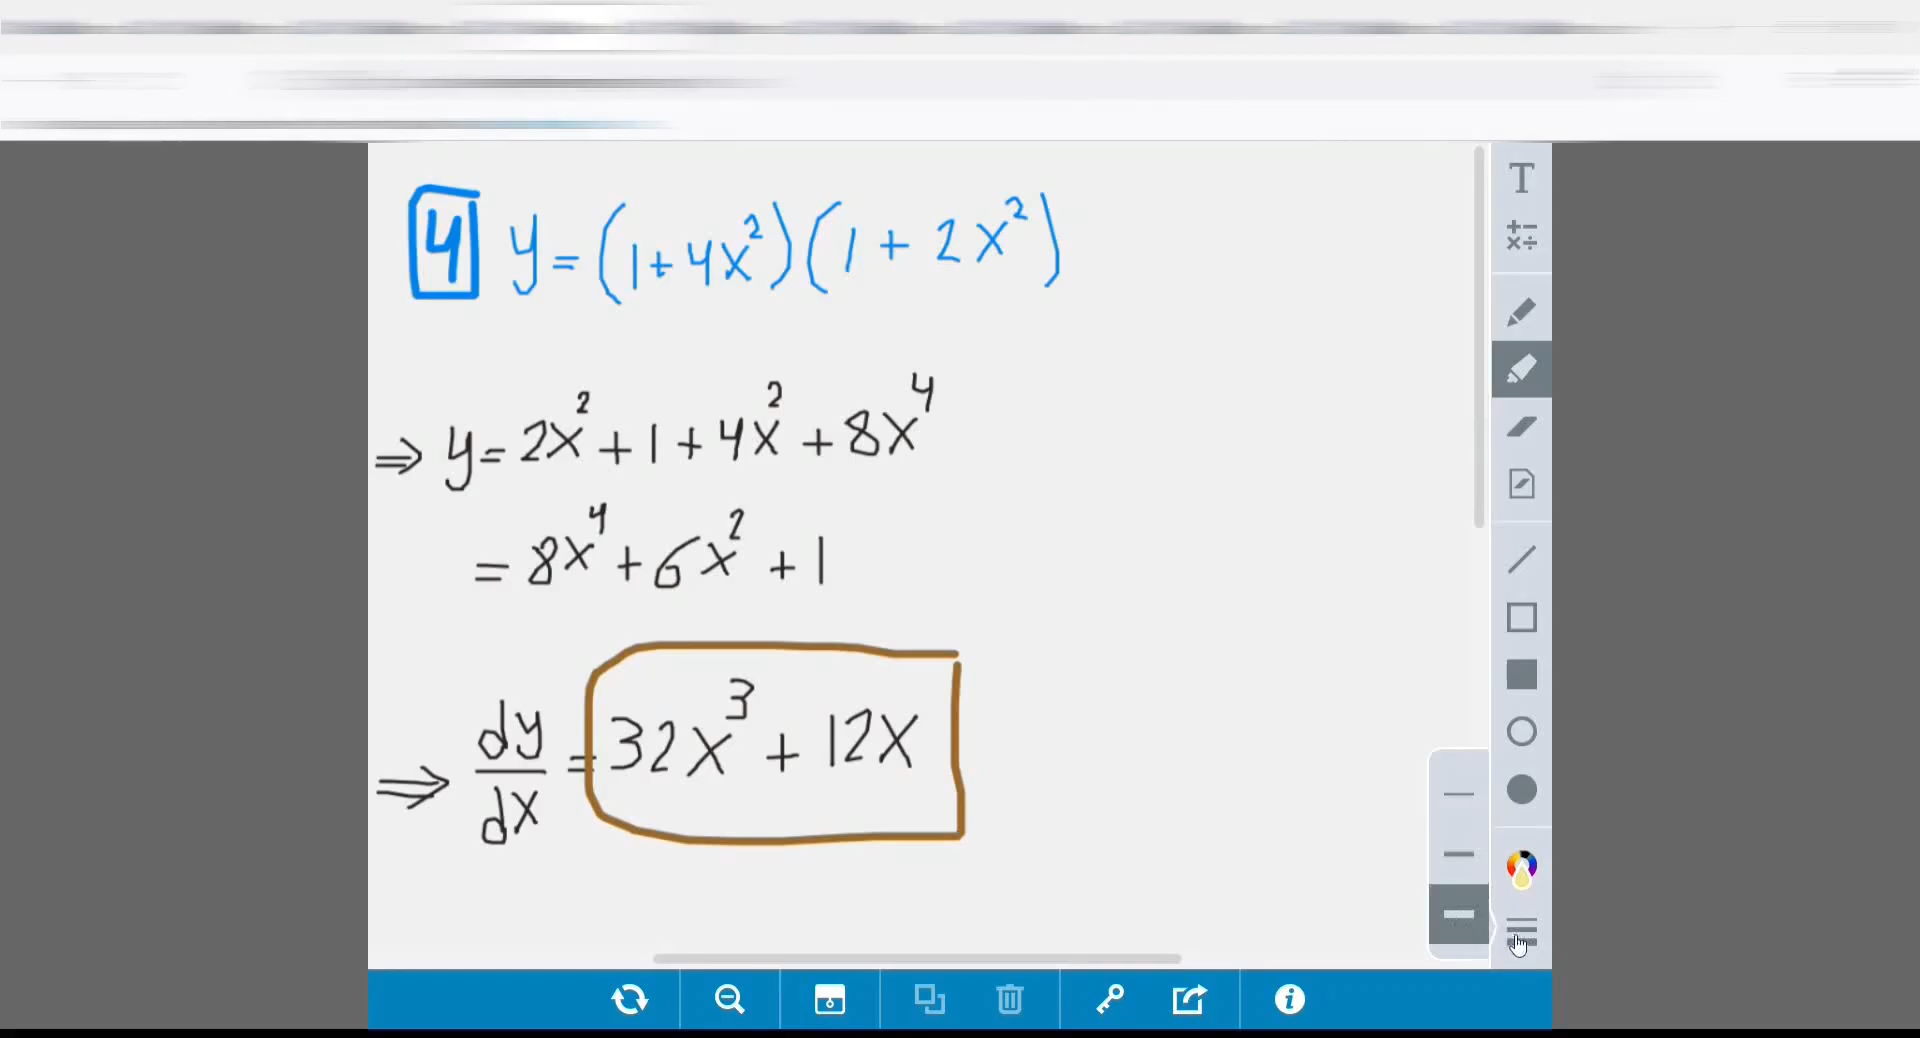 4 y = (1 + 4x²)(1 + 2x²)
⇒ y = 2x² + 1 + 4x² + 8x⁴
= 8x⁴ + 6x² + 1
⇒ dy/dx = 32x³ + 12x
T